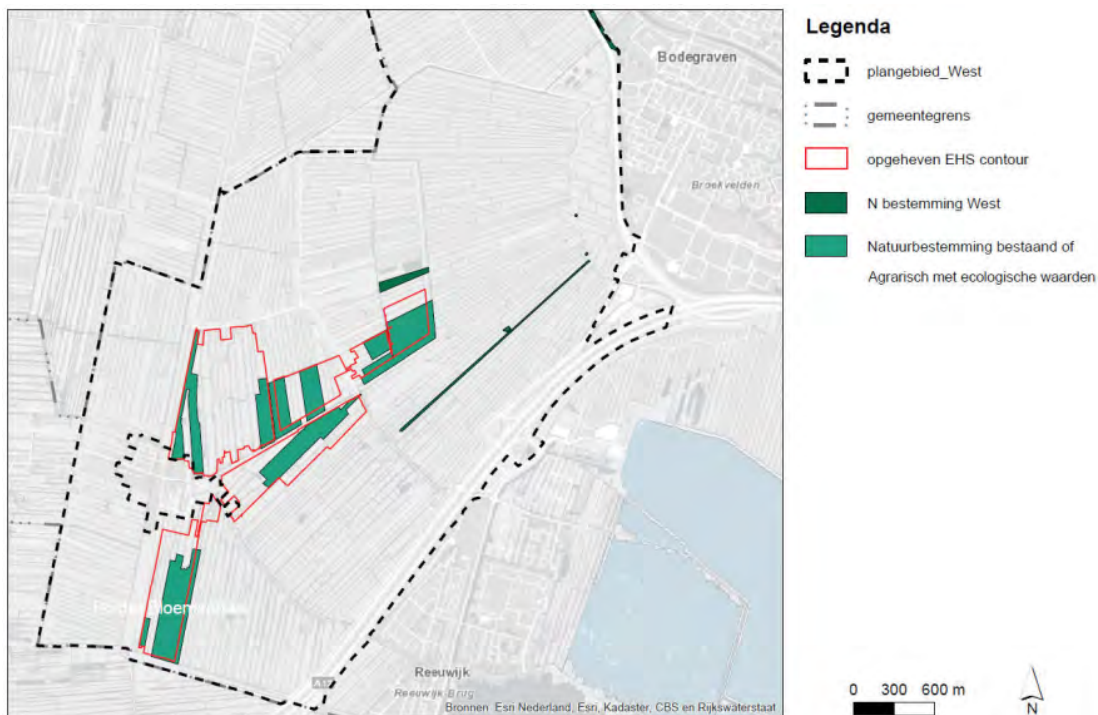 Bodegraven
Broekvelden
Reeuwijk
Reeuwijk Brug
Bronnen: Esri Nederland, Esri, Kadaster, CBS en Rijkswaterstaat
Legenda
plangebied_West
gemeentegrens
opgeheven EHS contour
N bestemming West
Natuurbestemming bestaand of
Agrarisch met ecologische waarden
0 300 600 m
N